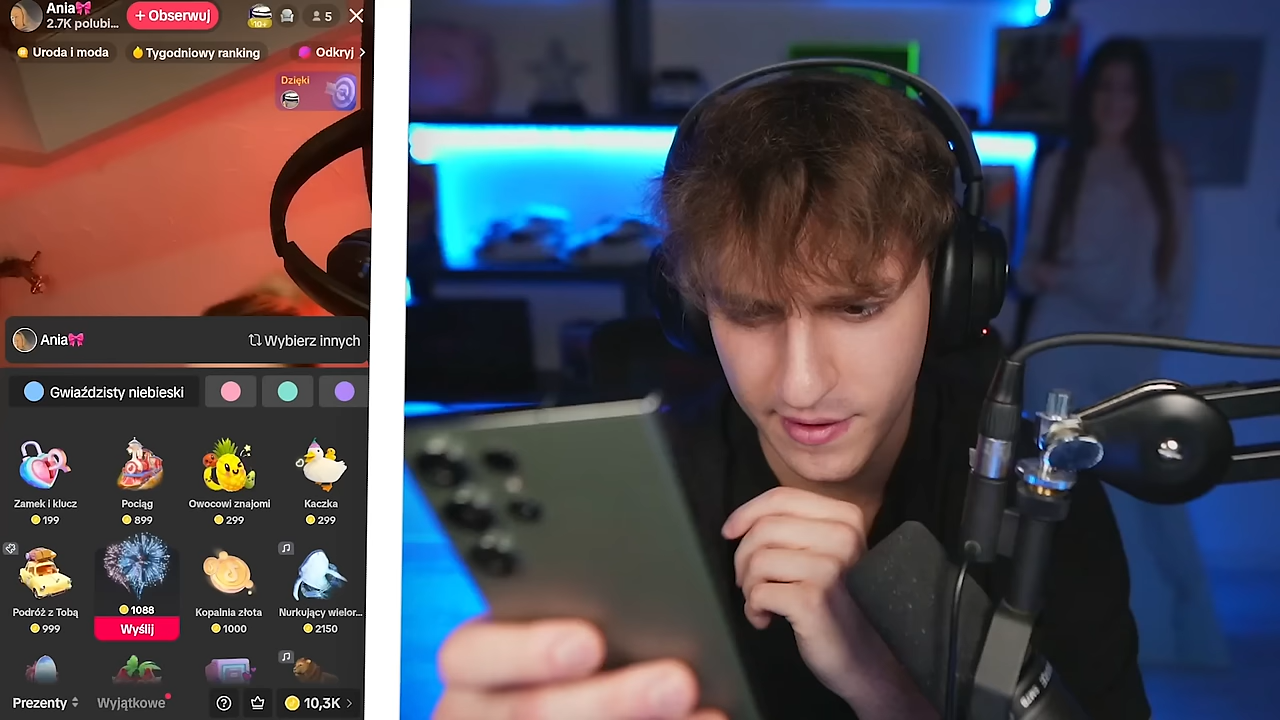 Ania🎀
2.7K polubi...
+ Obserwuj
10+
5
Uroda i moda
Tygodniowy ranking
Odkryj
Dzięki
Ania🎀
Wybierz innych
Gwiaździsty niebieski
Zamek i klucz
Pociąg
Owocowi znajomi
Kaczka
199
899
299
299
1088
Podróż z Tobą
Wyślij
Kopalnia złota
Nurkujący wielor...
999
1000
2150
Prezenty
Wyjątkowe
10,3K